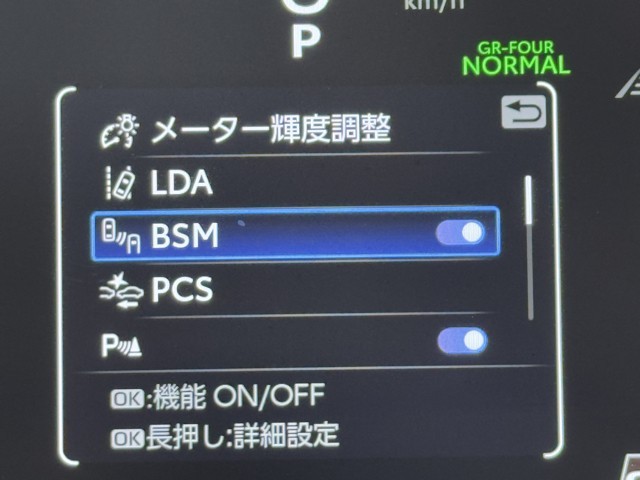 km/h
P
GR-FOUR
NORMAL
メーター輝度調整
LDA
BSM
PCS
P
OK:機能 ON/OFF
OK長押し:詳細設定